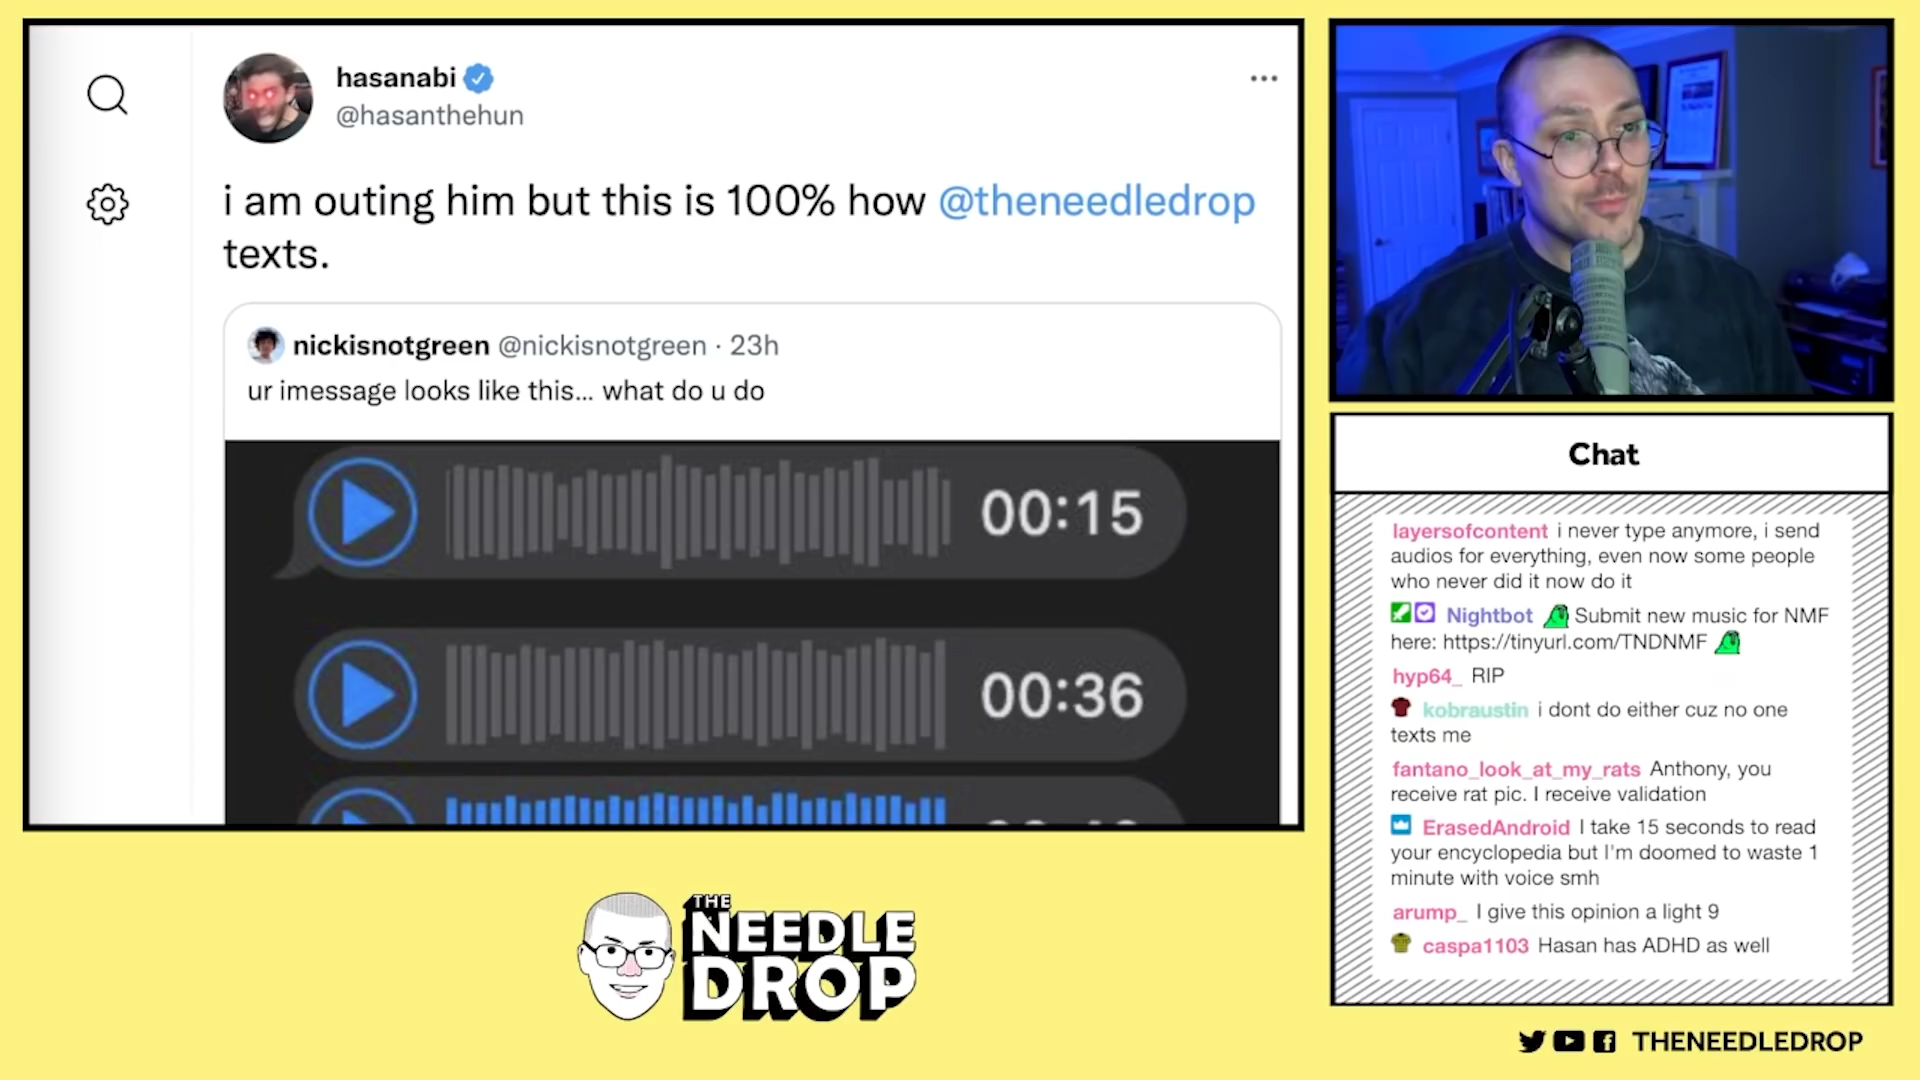 hasanabi
@hasanthehun
i am outing him but this is 100% how @theneedledrop
texts.
nickisnotgreen @nickisnotgreen · 23h
ur imessage looks like this... what do u do
00:15
00:36
Chat
layersofcontent i never type anymore, i send
audios for everything, even now some people
who never did it now do it
Nightbot Submit new music for NMF
here: https://tinyurl.com/TNDNMF
hyp64_ RIP
kobraustin i dont do either cuz no one
texts me
fantano_look_at_my_rats Anthony, you
receive rat pic. I receive validation
ErasedAndroid I take 15 seconds to read
your encyclopedia but I'm doomed to waste 1
minute with voice smh
arump_ I give this opinion a light 9
caspa1103 Hasan has ADHD as well
THE
NEEDLE
DROP
THENEEDLEDROP